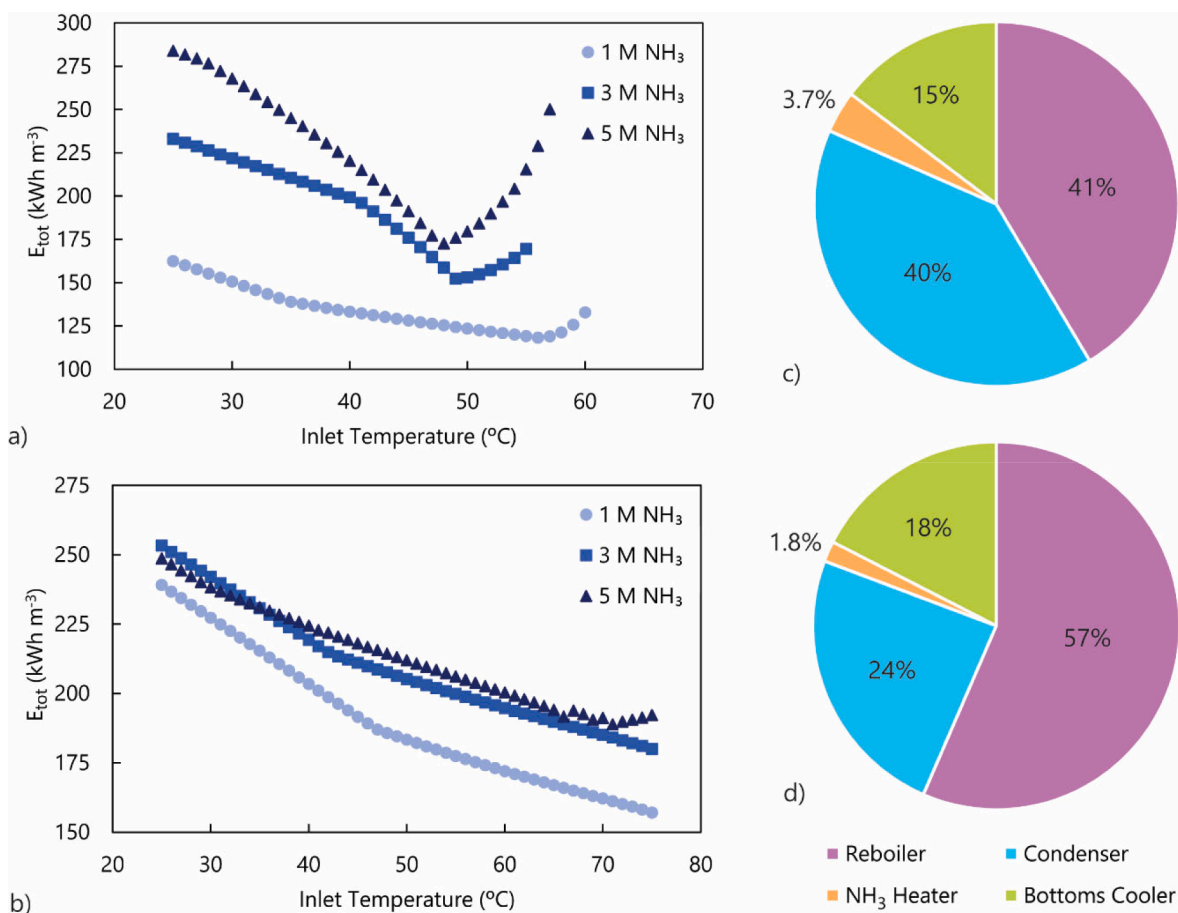 300
275
250
225
200
175
150
125
100
E_tot (kWh m⁻³)
1 M NH₃
3 M NH₃
5 M NH₃
20 30 40 50 60 70
Inlet Temperature (ºC)
a)
275
250
225
200
175
150
E_tot (kWh m⁻³)
1 M NH₃
3 M NH₃
5 M NH₃
20 30 40 50 60 70 80
Inlet Temperature (ºC)
b)
3.7%
15%
41%
40%
c)
1.8%
18%
57%
24%
d)
Reboiler Condenser
NH₃ Heater Bottoms Cooler